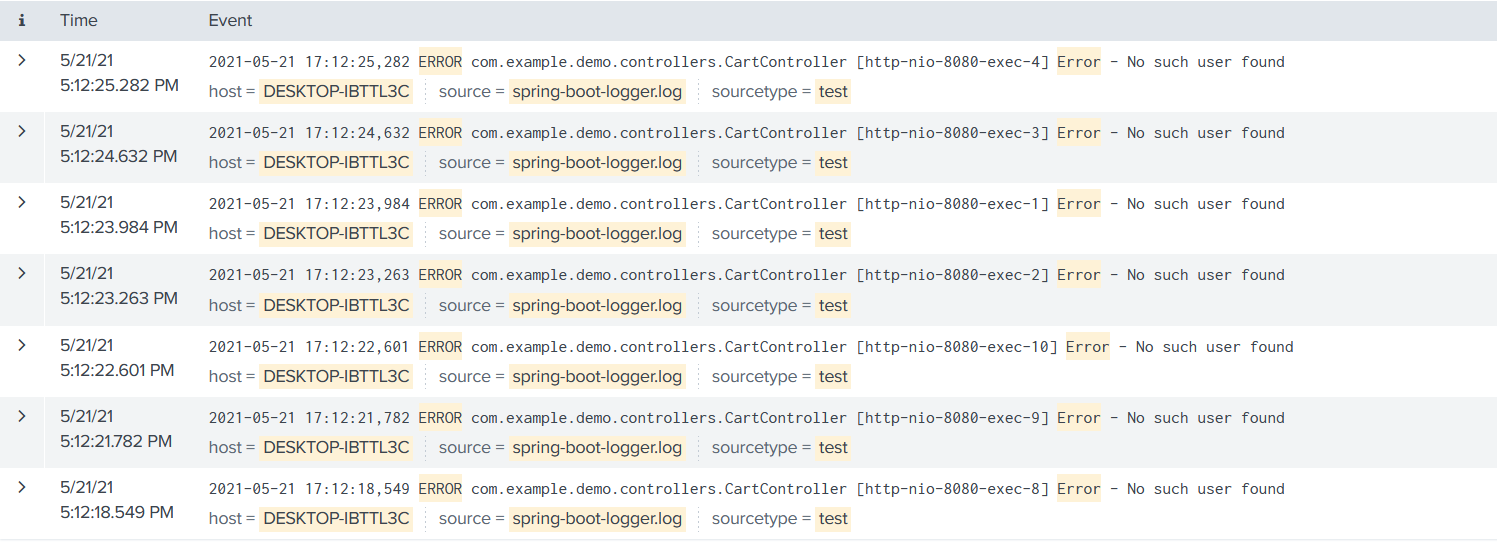 i Time Event
5/21/21
5:12:25.282 PM
2021-05-21 17:12:25,282 ERROR com.example.demo.controllers.CartController [http-nio-8080-exec-4] Error - No such user found
host = DESKTOP-IBTTL3C source = spring-boot-logger.log sourcetype = test
5/21/21
5:12:24.632 PM
2021-05-21 17:12:24,632 ERROR com.example.demo.controllers.CartController [http-nio-8080-exec-3] Error - No such user found
host = DESKTOP-IBTTL3C source = spring-boot-logger.log sourcetype = test
5/21/21
5:12:23.984 PM
2021-05-21 17:12:23,984 ERROR com.example.demo.controllers.CartController [http-nio-8080-exec-1] Error - No such user found
host = DESKTOP-IBTTL3C source = spring-boot-logger.log sourcetype = test
5/21/21
5:12:23.263 PM
2021-05-21 17:12:23,263 ERROR com.example.demo.controllers.CartController [http-nio-8080-exec-2] Error - No such user found
host = DESKTOP-IBTTL3C source = spring-boot-logger.log sourcetype = test
5/21/21
5:12:22.601 PM
2021-05-21 17:12:22,601 ERROR com.example.demo.controllers.CartController [http-nio-8080-exec-10] Error - No such user found
host = DESKTOP-IBTTL3C source = spring-boot-logger.log sourcetype = test
5/21/21
5:12:21.782 PM
2021-05-21 17:12:21,782 ERROR com.example.demo.controllers.CartController [http-nio-8080-exec-9] Error - No such user found
host = DESKTOP-IBTTL3C source = spring-boot-logger.log sourcetype = test
5/21/21
5:12:18.549 PM
2021-05-21 17:12:18,549 ERROR com.example.demo.controllers.CartController [http-nio-8080-exec-8] Error - No such user found
host = DESKTOP-IBTTL3C source = spring-boot-logger.log sourcetype = test